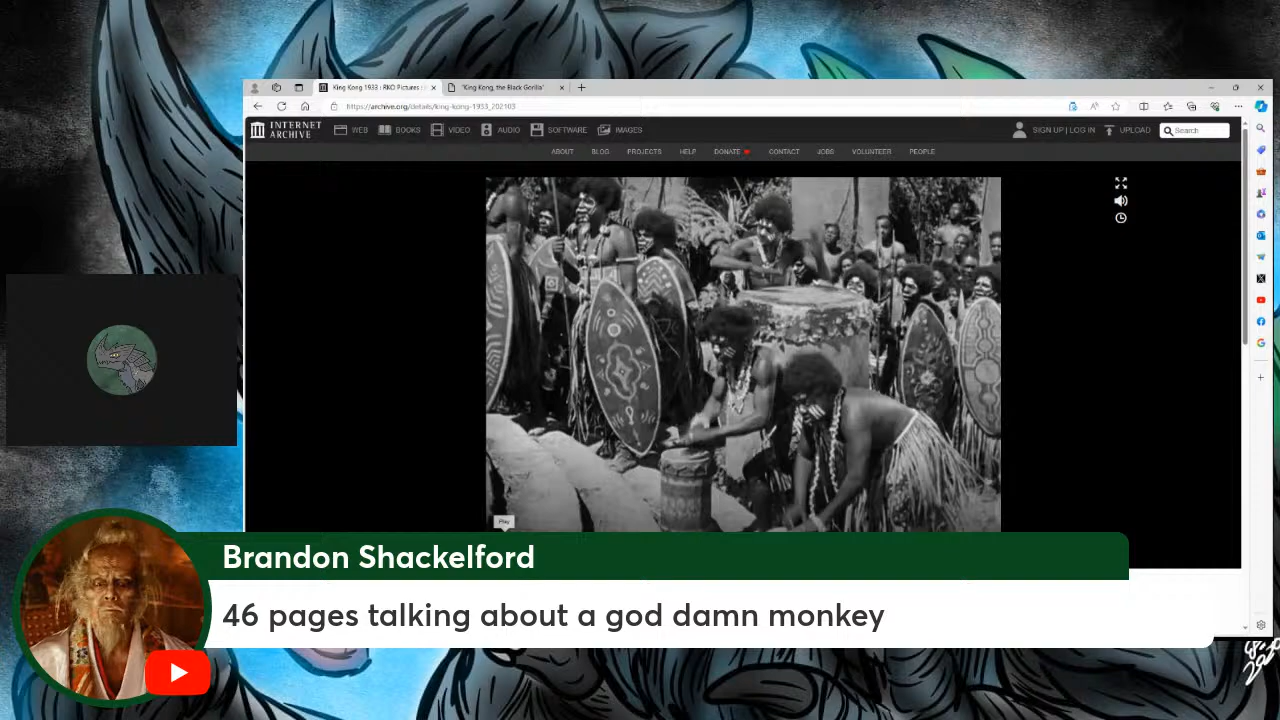 King Kong 1933 : RKO Pictures :
"King Kong, the Black Gorilla"
https://archive.org/details/king-kong-1933_202103
INTERNET
ARCHIVE
WEB BOOKS VIDEO AUDIO SOFTWARE IMAGES
SIGN UP | LOG IN UPLOAD Search
ABOUT BLOG PROJECTS HELP DONATE CONTACT JOBS VOLUNTEER PEOPLE
Play
Brandon Shackelford
46 pages talking about a god damn monkey